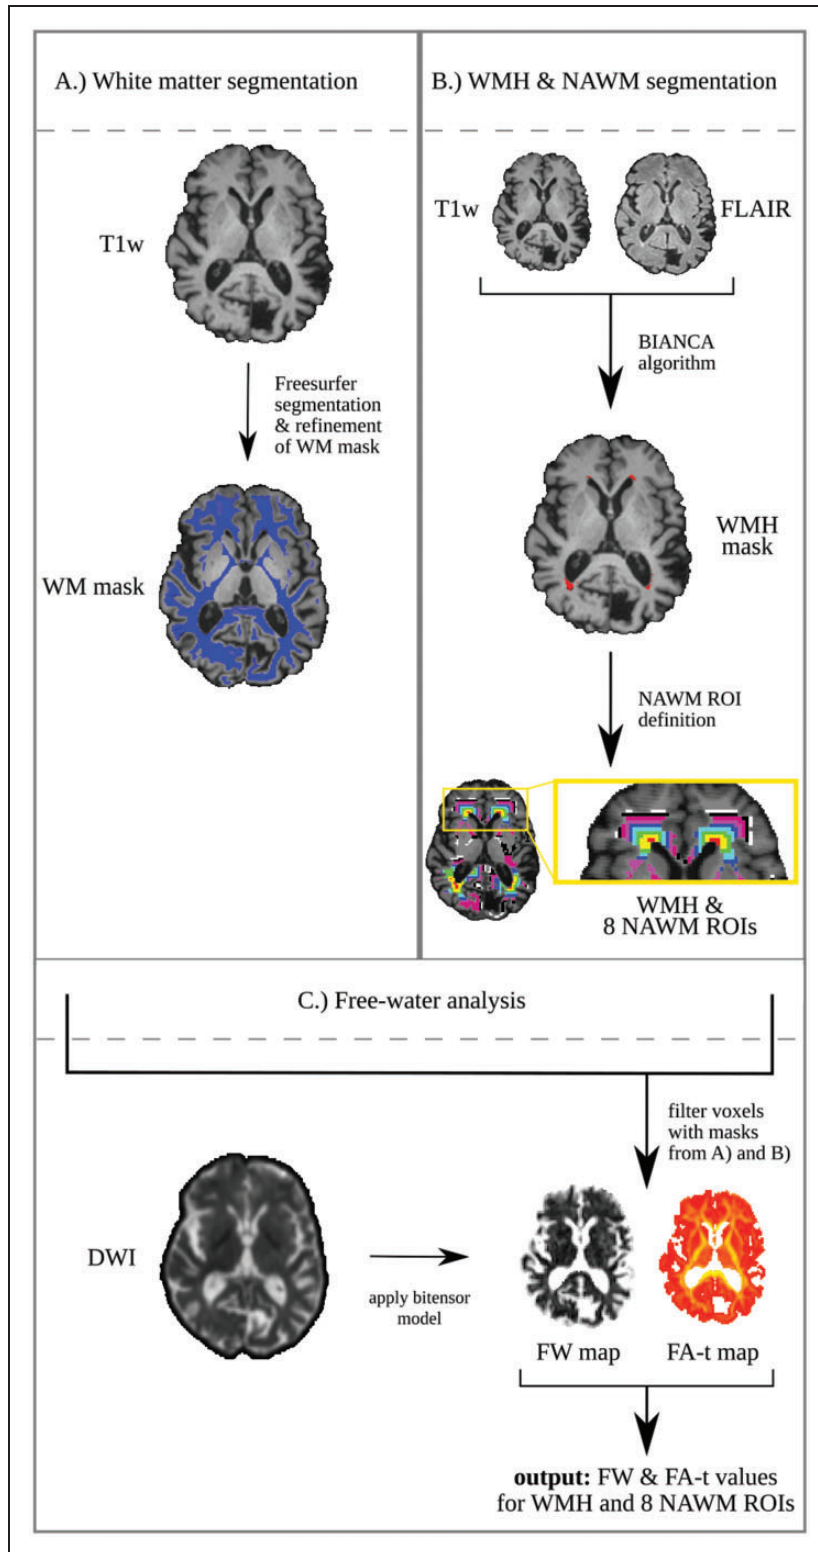 A.) White matter segmentation
T1w
Freesurfer
segmentation
& refinement
of WM mask
WM mask
B.) WMH & NAWM segmentation
T1w
FLAIR
BIANCA
algorithm
WMH
mask
NAWM ROI
definition
WMH &
8 NAWM ROIs
C.) Free-water analysis
filter voxels
with masks
from A) and B)
DWI
apply bitensor
model
FW map
FA-t map
output: FW & FA-t values
for WMH and 8 NAWM ROIs